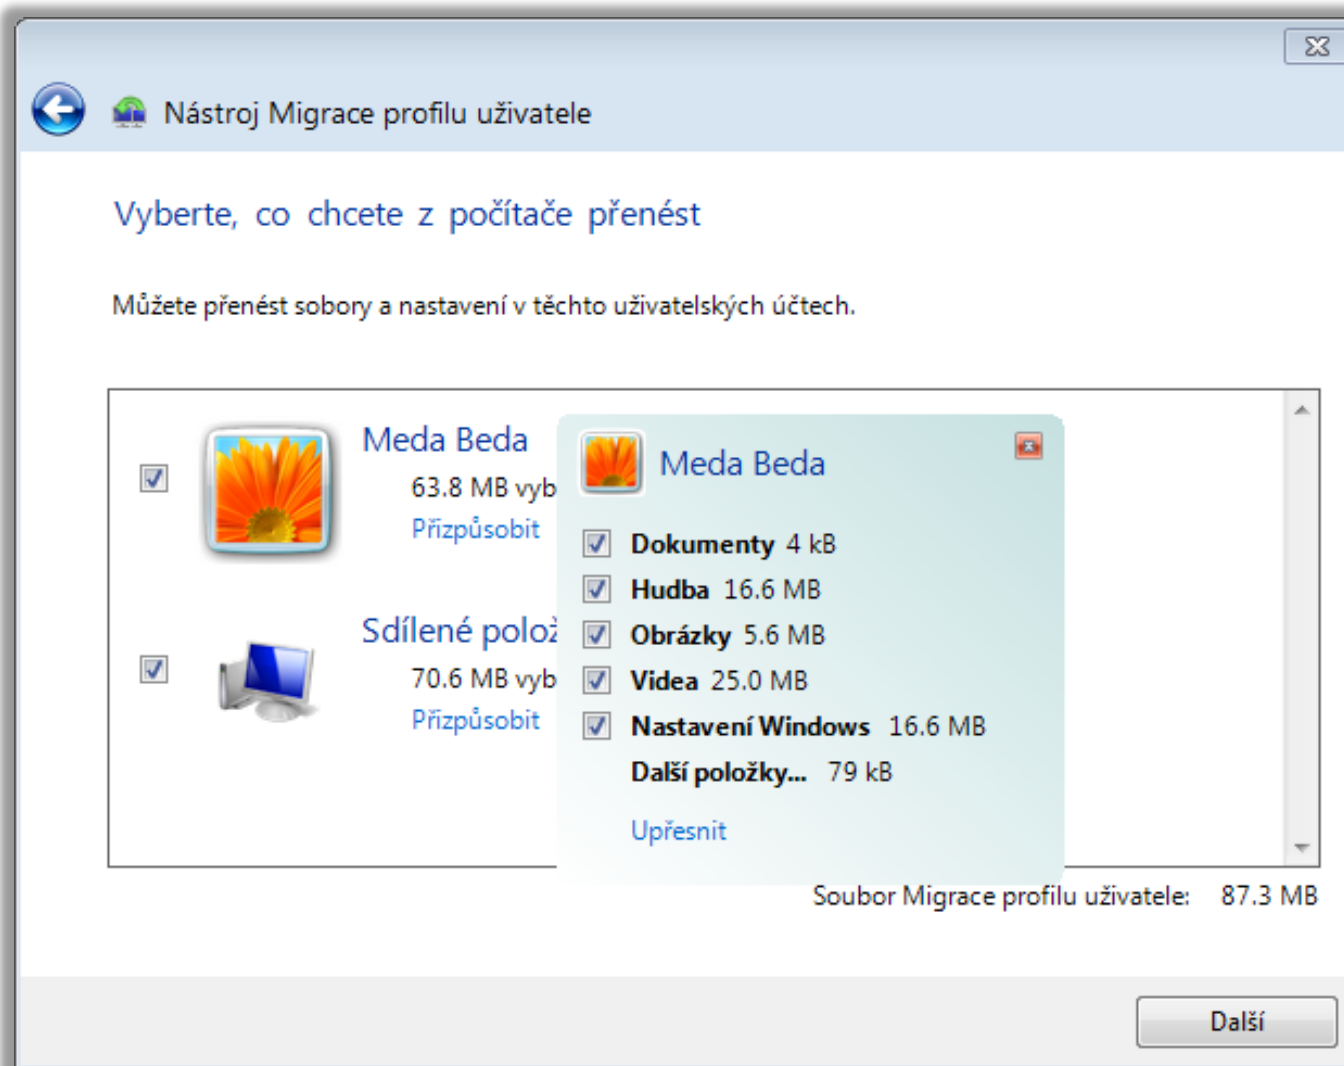 Nástroj Migrace profilu uživatele
Vyberte, co chcete z počítače přenést
Můžete přenést sobory a nastavení v těchto uživatelských účtech.
Meda Beda
63.8 MB vyb
Přizpůsobit
Sdílené polož
70.6 MB vyb
Přizpůsobit
Meda Beda
Dokumenty 4 kB
Hudba 16.6 MB
Obrázky 5.6 MB
Videa 25.0 MB
Nastavení Windows 16.6 MB
Další položky... 79 kB
Upřesnit
Soubor Migrace profilu uživatele: 87.3 MB
Další